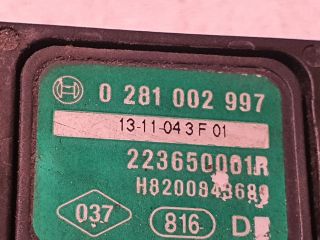 0 281 002 997
13-11-04 3 F 01
223650001R
H8200843689
037 816 D